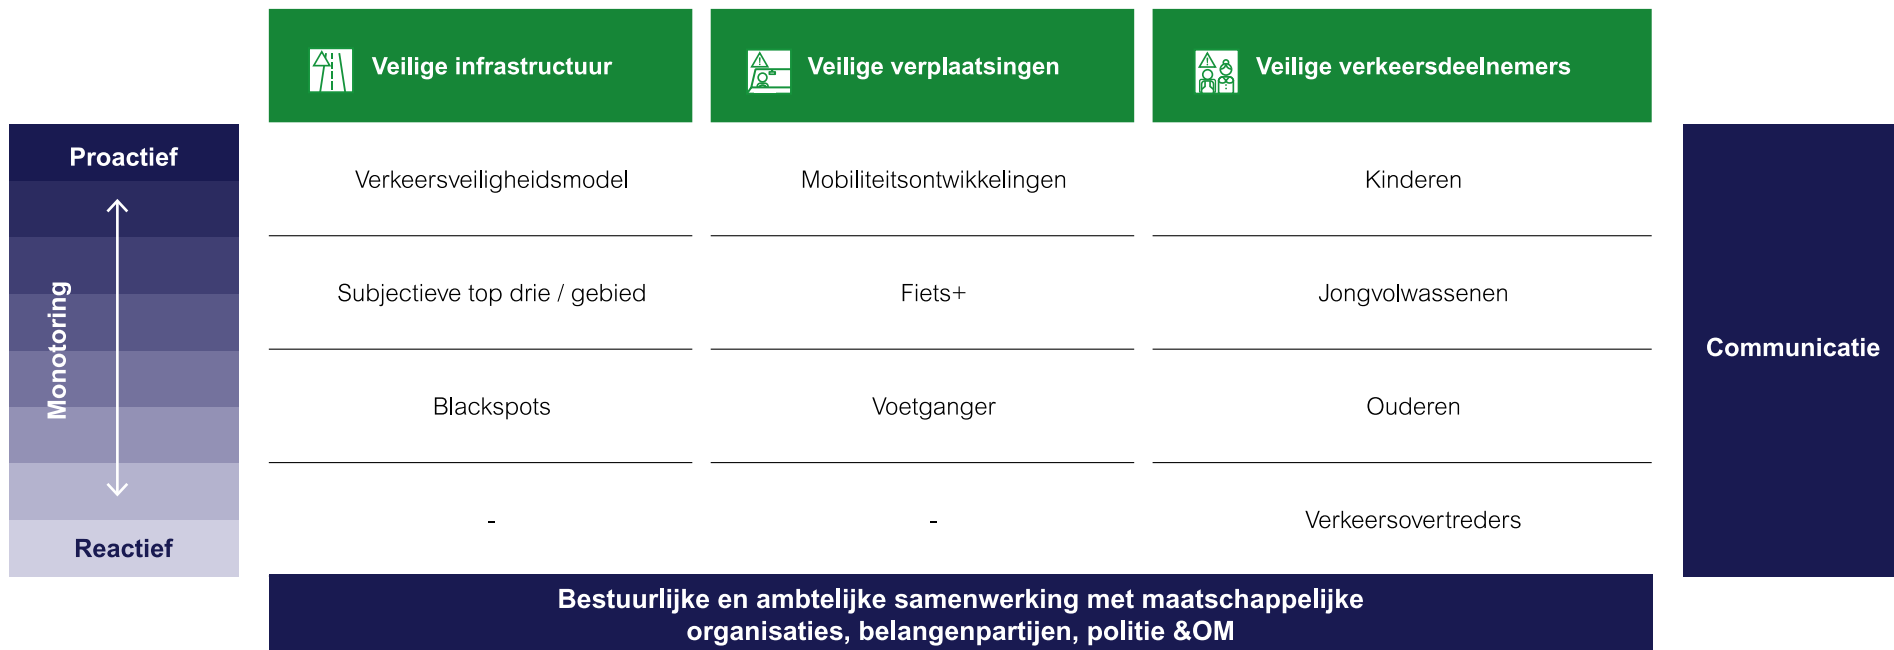 Veilige infrastructuur
Veilige verplaatsingen
Veilige verkeersdeelnemers
Proactief
Monotoring
Reactief
Verkeersveiligheidsmodel
Mobiliteitsontwikkelingen
Kinderen
Subjectieve top drie / gebied
Fiets+
Jongvolwassenen
Blackspots
Voetganger
Ouderen
-
-
Verkeersovertreders
Communicatie
Bestuurlijke en ambtelijke samenwerking met maatschappelijke
organisaties, belangenpartijen, politie &OM